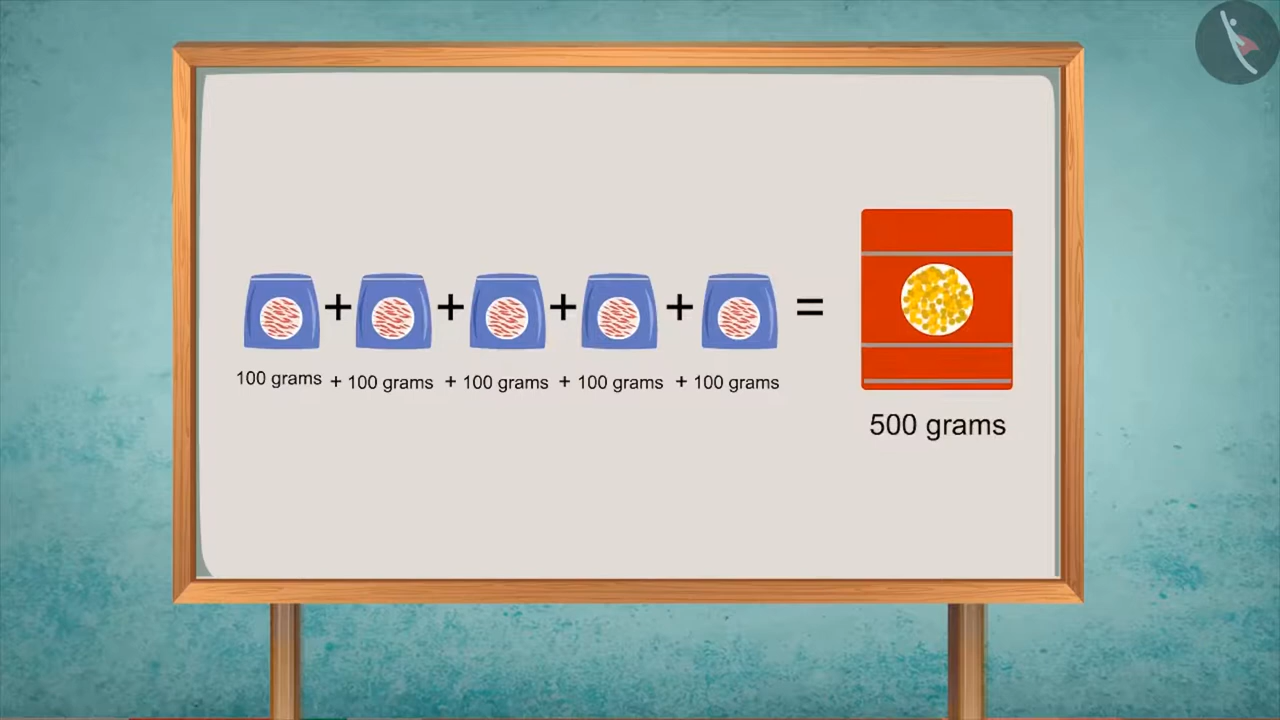 + + + + =
100 grams + 100 grams + 100 grams + 100 grams + 100 grams
500 grams